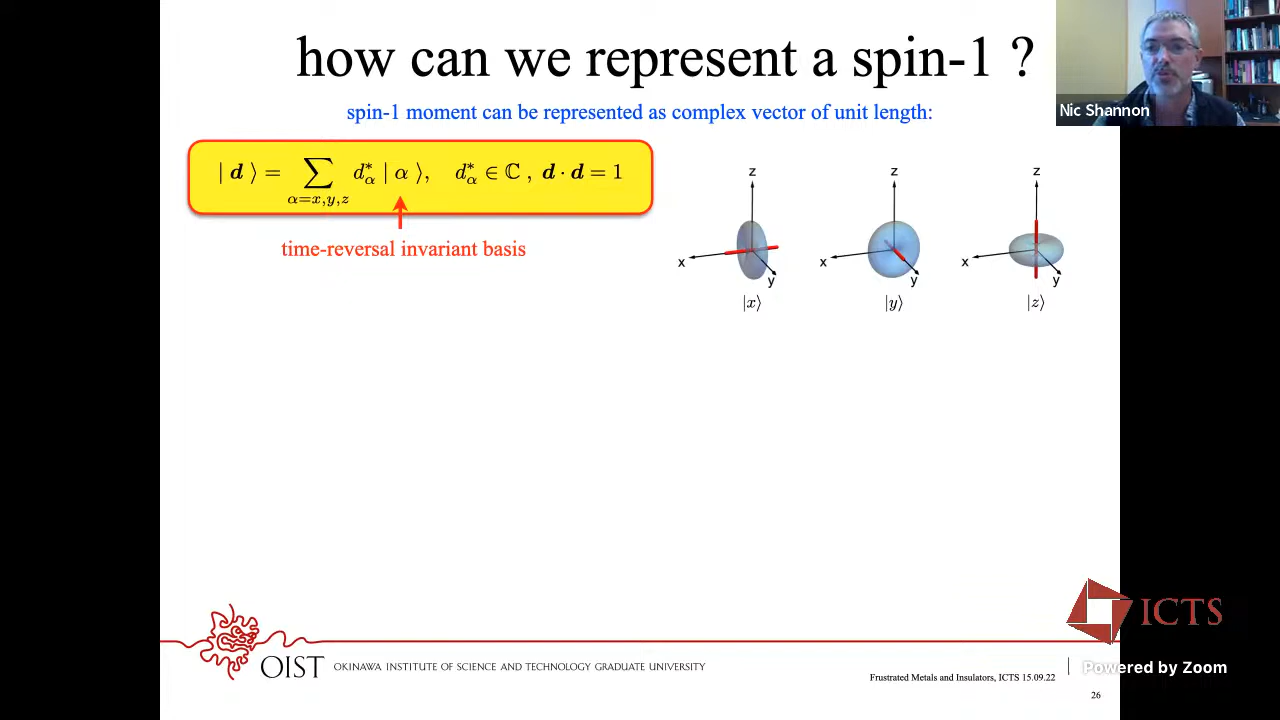 how can we represent a spin-1 ?
spin-1 moment can be represented as complex vector of unit length:
Nic Shannon
| d ⟩ = ∑ α=x,y,z d*α | α ⟩, d*α ∈ ℂ , d · d = 1
time-reversal invariant basis
z
x
y
|x⟩
z
x
y
|y⟩
z
x
y
|z⟩
ICTS
OIST OKINAWA INSTITUTE OF SCIENCE AND TECHNOLOGY GRADUATE UNIVERSITY
Powered by Zoom
Frustrated Metals and Insulators, ICTS 15.09.22
26